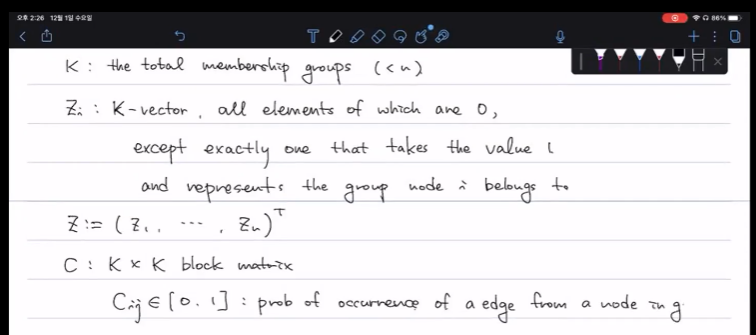 오후 2:26 12월 1일 수요일
86%
K : the total membership groups (<n)
Zi : K-vector, all elements of which are 0,
except exactly one that takes the value 1
and represents the group node i belongs to
Z := (Z1, ..., Zn)^T
C : K × K block matrix
Cij ∈ [0, 1] : prob of occurrence of a edge from a node in g